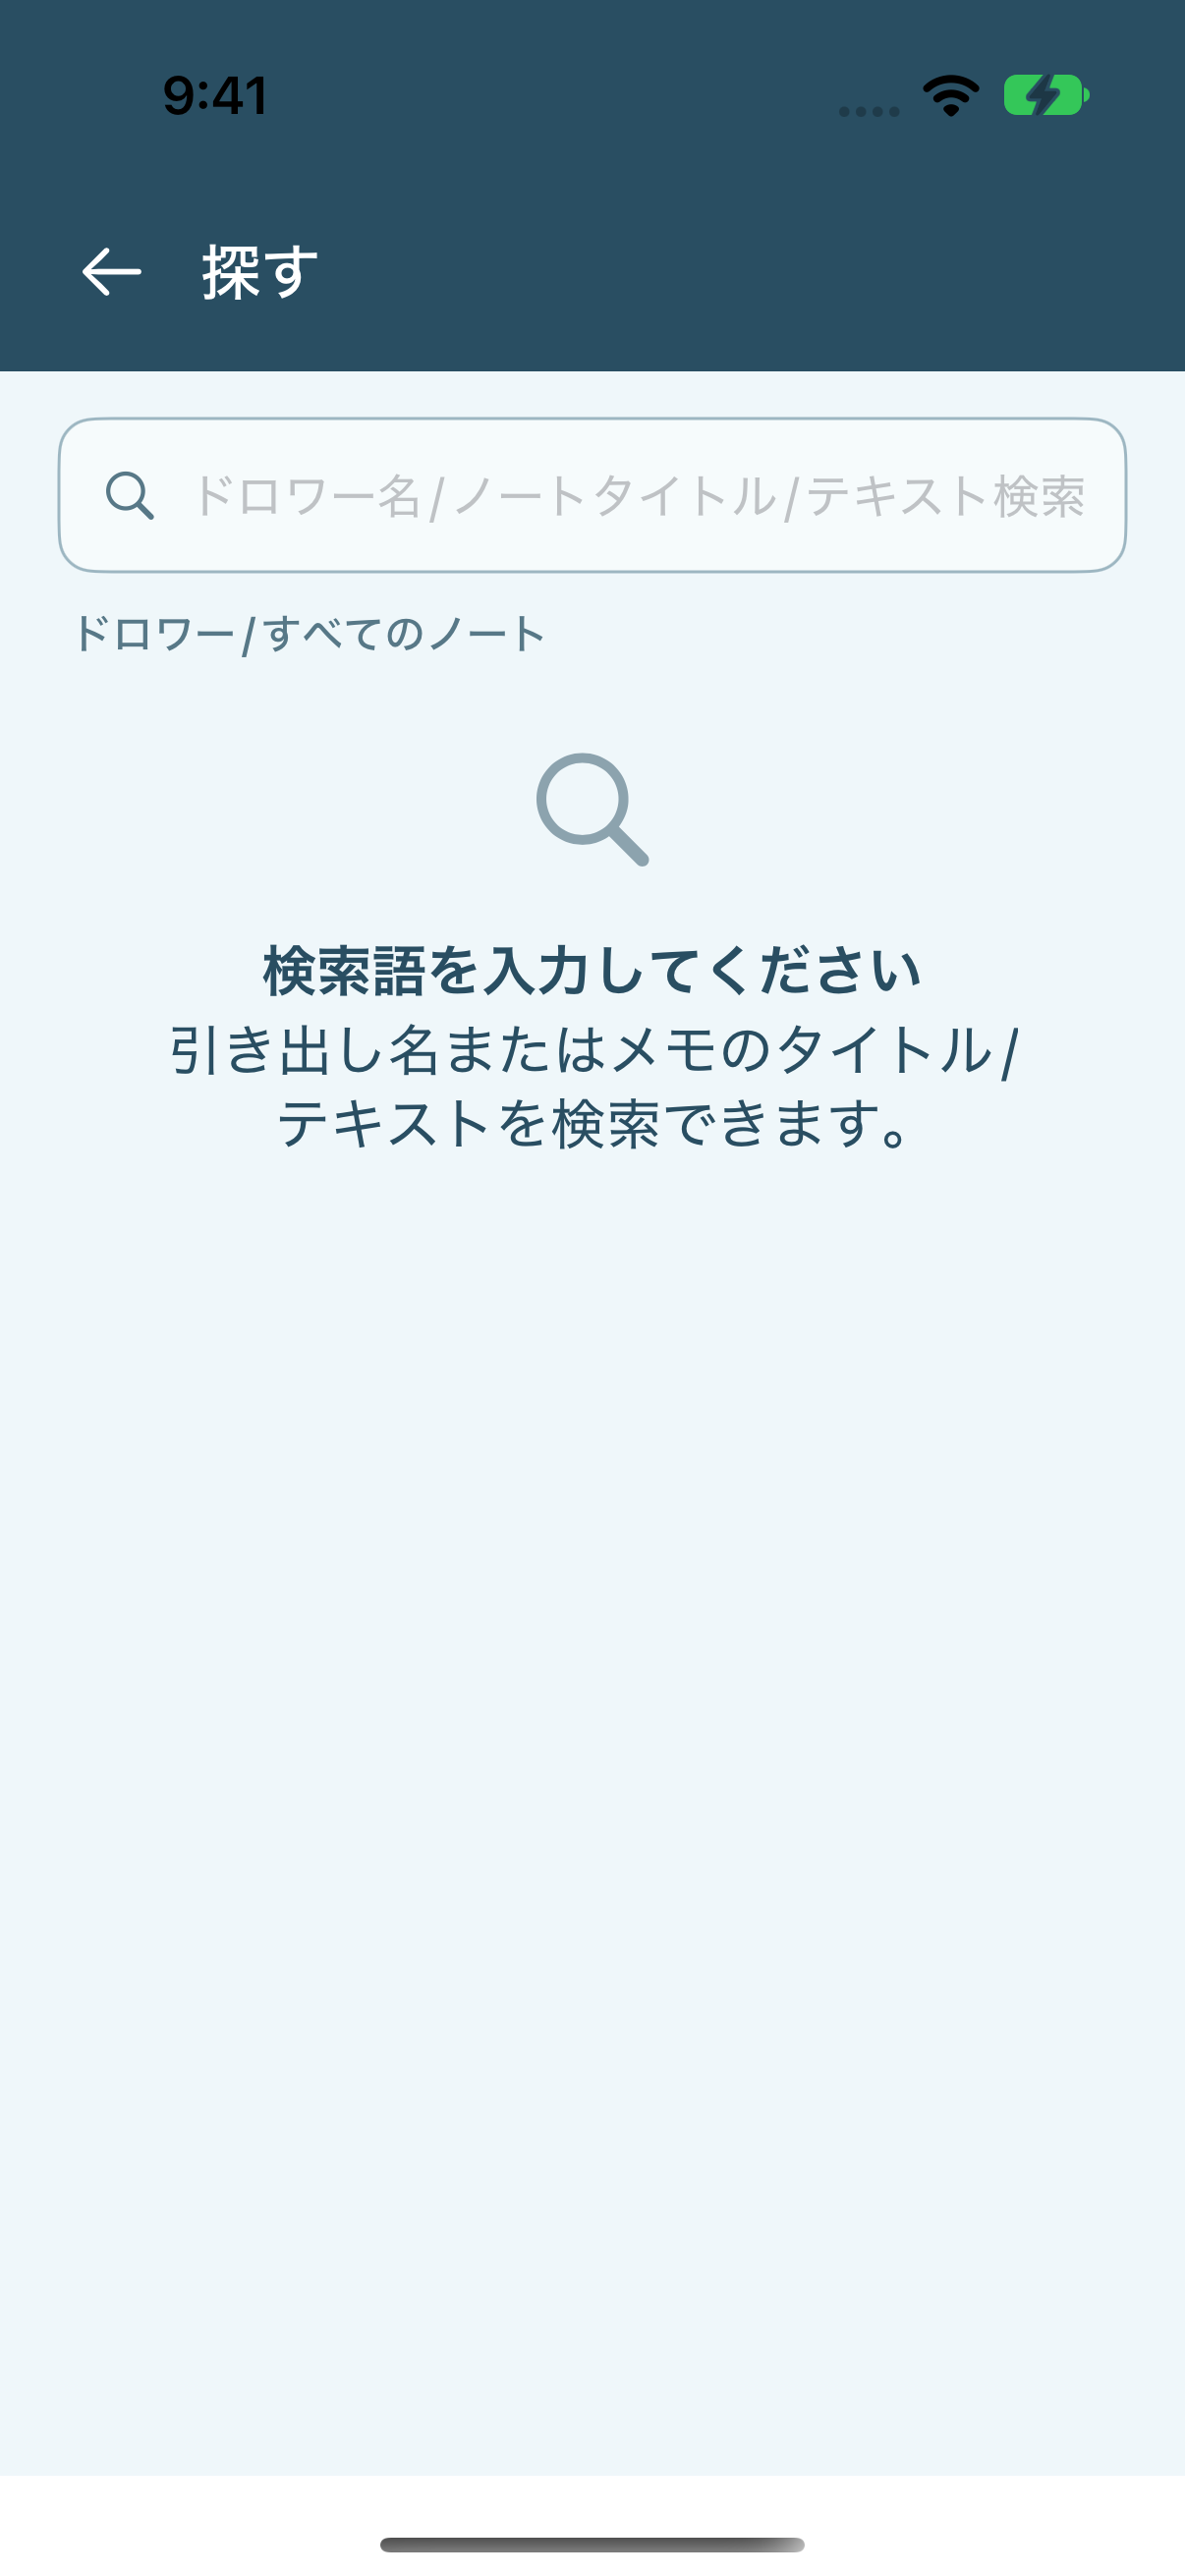 9:41
探す
ドロワー名/ノートタイトル/テキスト検索
ドロワー/すべてのノート
検索語を入力してください
引き出し名またはメモのタイトル/
テキストを検索できます。